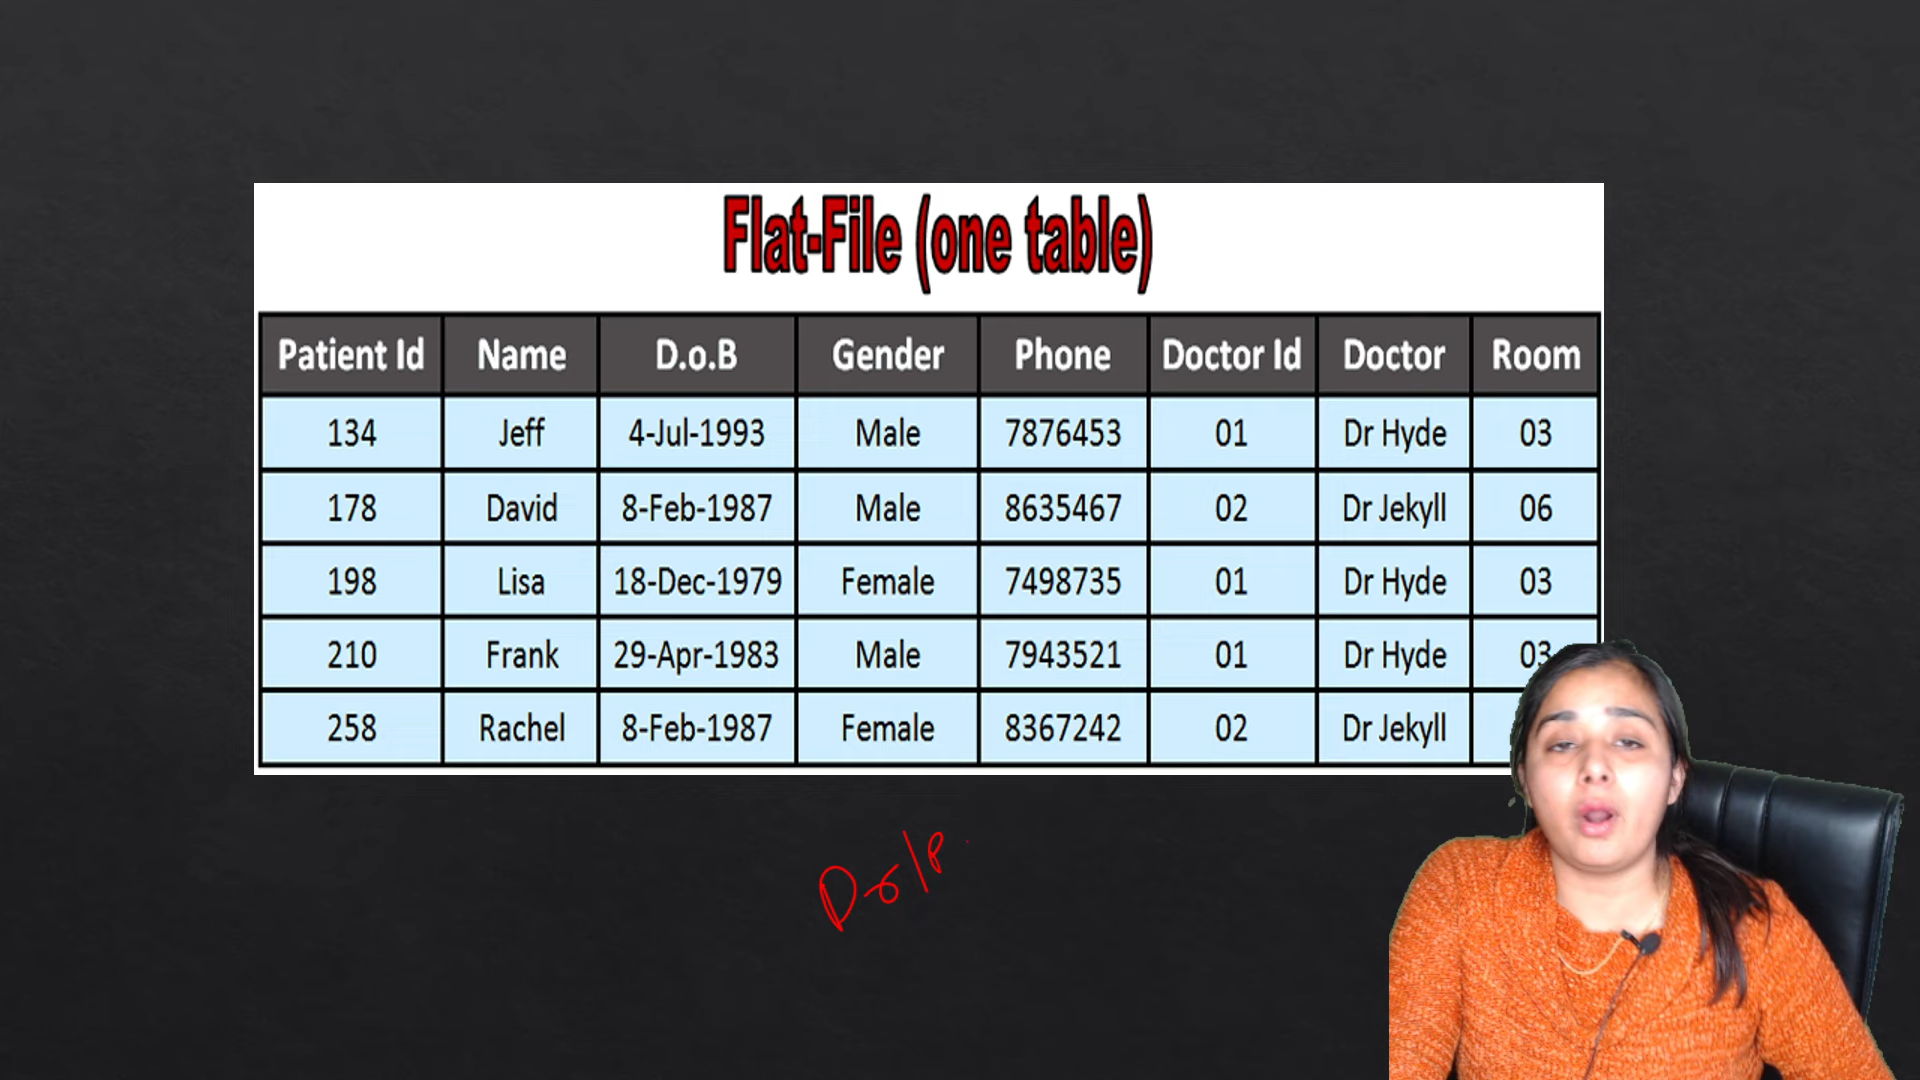 Flat-File (one table)
Patient Id Name D.o.B Gender Phone Doctor Id Doctor Room
134 Jeff 4-Jul-1993 Male 7876453 01 Dr Hyde 03
178 David 8-Feb-1987 Male 8635467 02 Dr Jekyll 06
198 Lisa 18-Dec-1979 Female 7498735 01 Dr Hyde 03
210 Frank 29-Apr-1983 Male 7943521 01 Dr Hyde 03
258 Rachel 8-Feb-1987 Female 8367242 02 Dr Jekyll